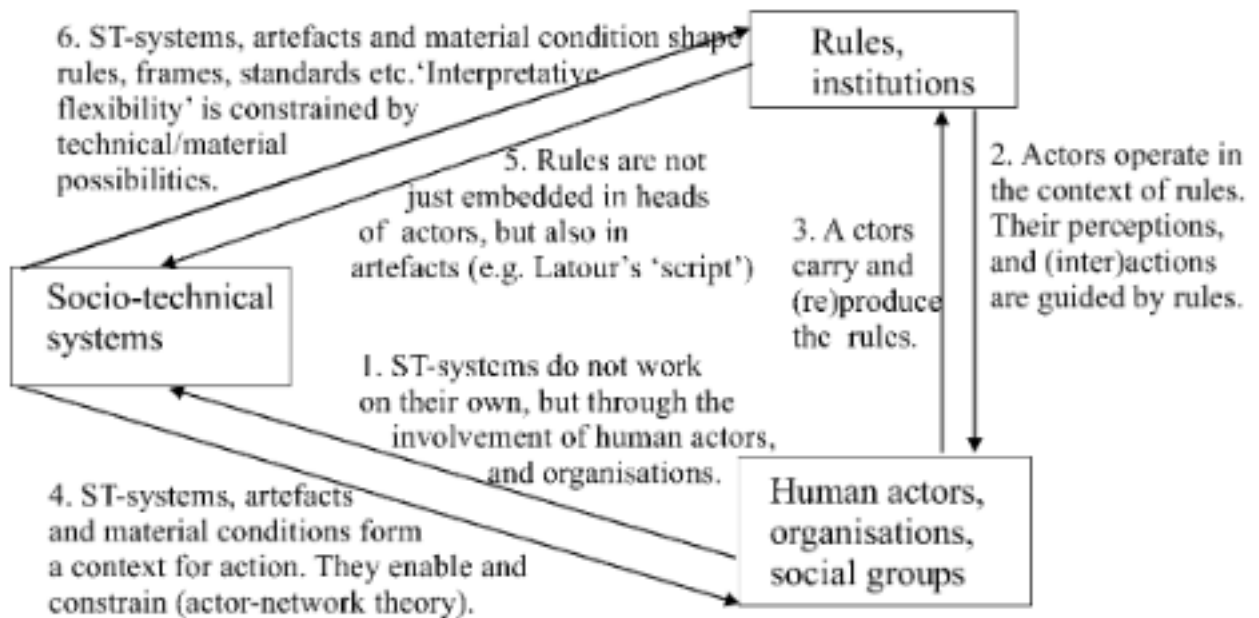 6. ST-systems, artefacts and material condition shape
rules, frames, standards etc.‘Interpretative
flexibility’ is constrained by
technical/material
possibilities.
Rules,
institutions
5. Rules are not
just embedded in heads
of actors, but also in
artefacts (e.g. Latour's ‘script’)
2. Actors operate in
the context of rules.
Their perceptions,
and (inter)actions
are guided by rules.
3. A ctors
carry and
(re)produce
the rules.
Socio-technical
systems
1. ST-systems do not work
on their own, but through the
involvement of human actors,
and organisations.
4. ST-systems, artefacts
and material conditions form
a context for action. They enable and
constrain (actor-network theory).
Human actors,
organisations,
social groups